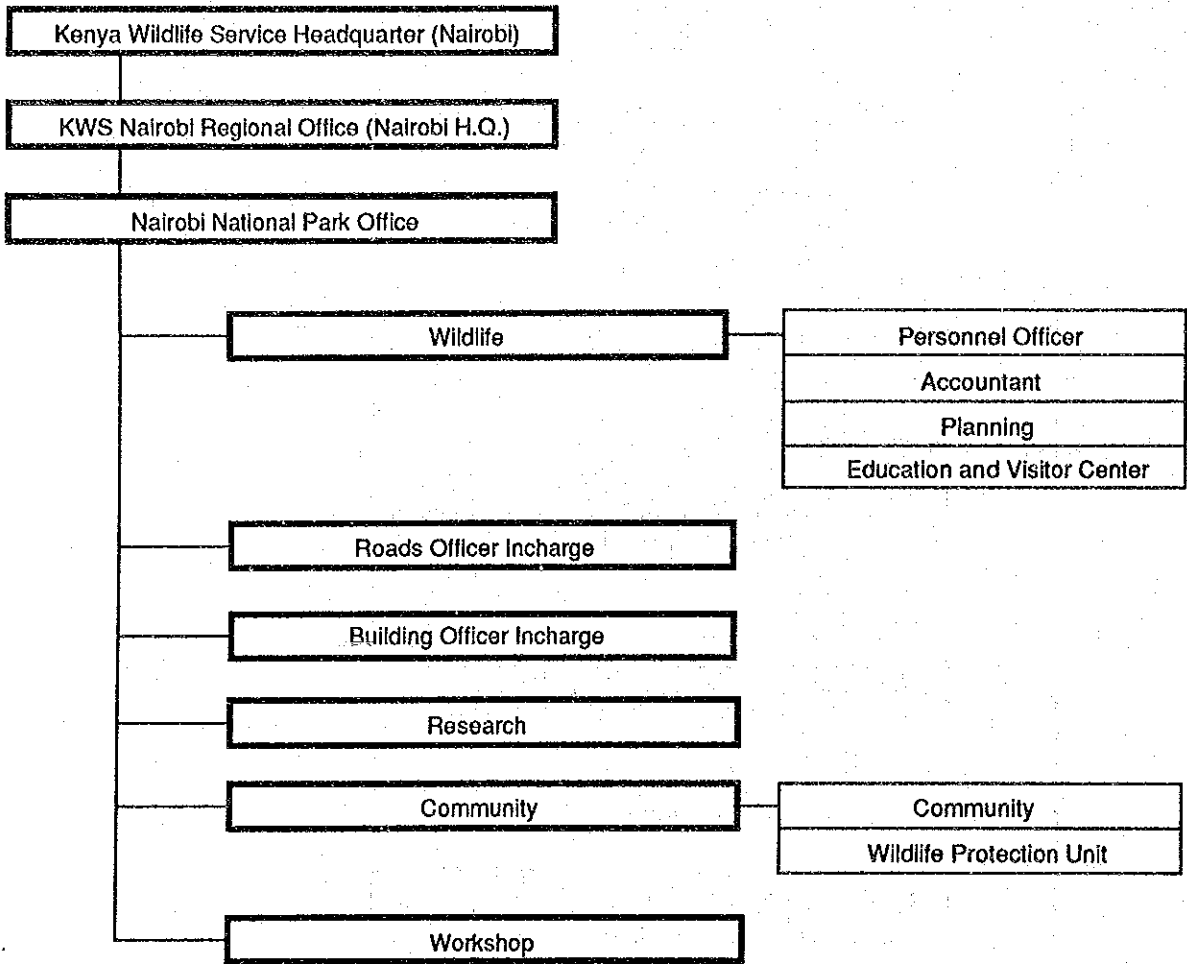 Kenya Wildlife Service Headquarter (Nairobi)
KWS Nairobi Regional Office (Nairobi H.Q.)
Nairobi National Park Office
Wildlife
Personnel Officer
Accountant
Planning
Education and Visitor Center
Roads Officer Incharge
Building Officer Incharge
Research
Community
Community
Wildlife Protection Unit
Workshop